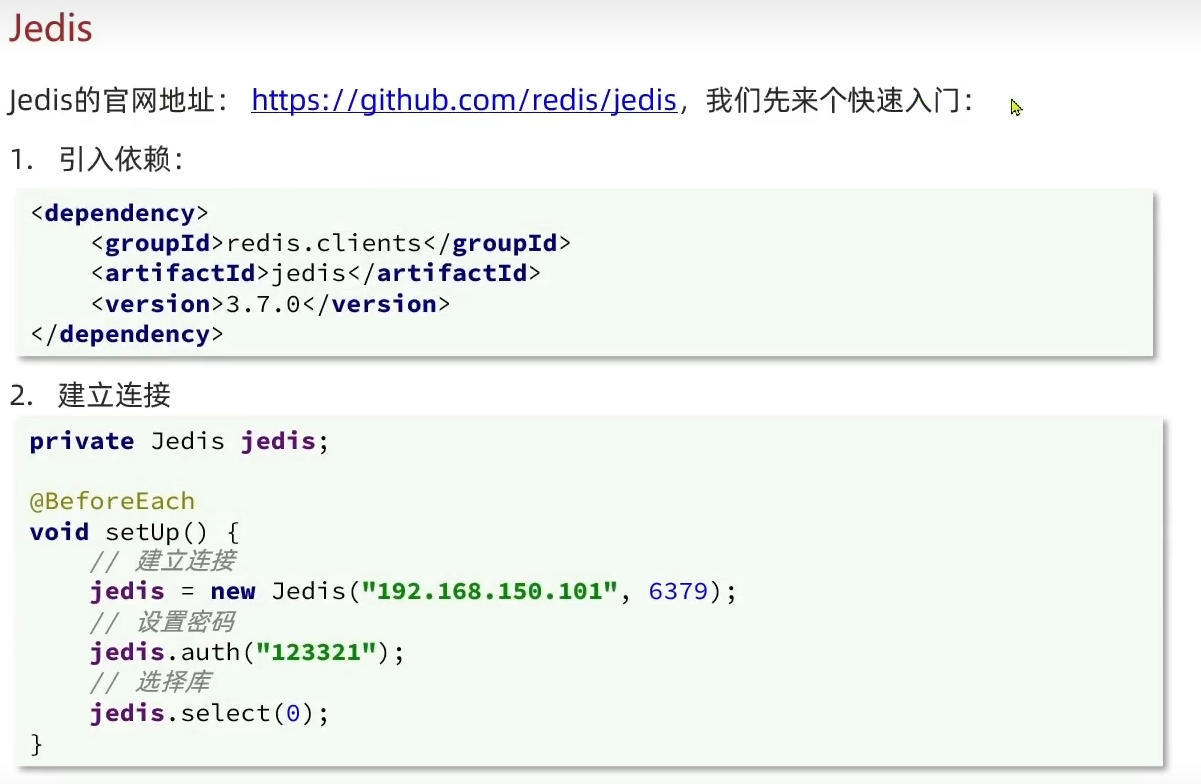 Jedis
Jedis的官网地址： https://github.com/redis/jedis，我们先来个快速入门：
1. 引入依赖：
<dependency>
    <groupId>redis.clients</groupId>
    <artifactId>jedis</artifactId>
    <version>3.7.0</version>
</dependency>
2. 建立连接
private Jedis jedis;
@BeforeEach
void setUp() {
    // 建立连接
    jedis = new Jedis("192.168.150.101", 6379);
    // 设置密码
    jedis.auth("123321");
    // 选择库
    jedis.select(0);
}